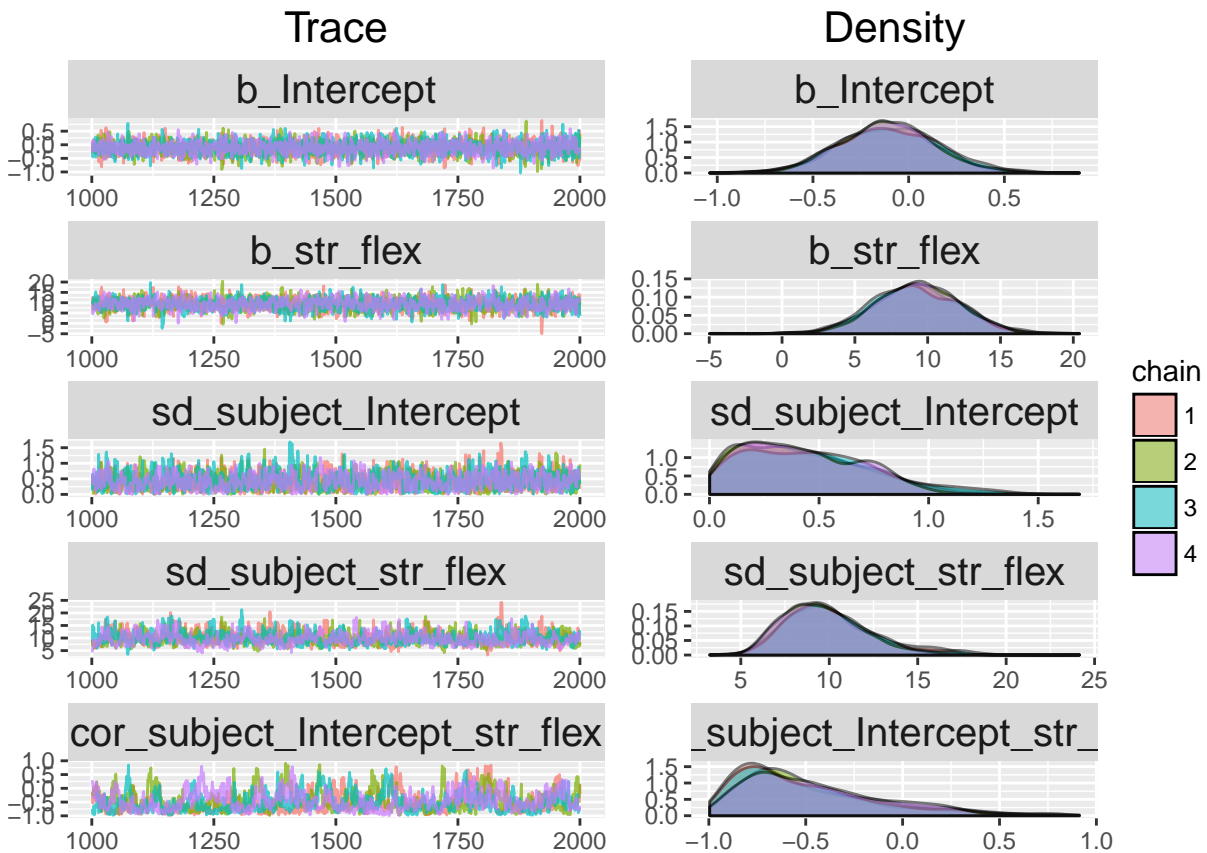 Trace
Density
b_Intercept
0.5
0.0
−0.5
−1.0
1000 1250 1500 1750 2000
b_Intercept
1.5
1.0
0.5
0.0
−1.0 −0.5 0.0 0.5
b_str_flex
20
15
10
5
0
−5
1000 1250 1500 1750 2000
b_str_flex
0.15
0.10
0.05
0.00
−5 0 5 10 15 20
sd_subject_Intercept
1.5
1.0
0.5
0.0
1000 1250 1500 1750 2000
sd_subject_Intercept
1.0
0.5
0.0
0.0 0.5 1.0 1.5
sd_subject_str_flex
25
20
15
10
5
1000 1250 1500 1750 2000
sd_subject_str_flex
0.15
0.10
0.05
0.00
5 10 15 20 25
cor_subject_Intercept_str_flex
1.0
0.5
0.0
−0.5
−1.0
1000 1250 1500 1750 2000
_subject_Intercept_str_
1.5
1.0
0.5
0.0
−1.0 −0.5 0.0 0.5 1.0
chain
1
2
3
4